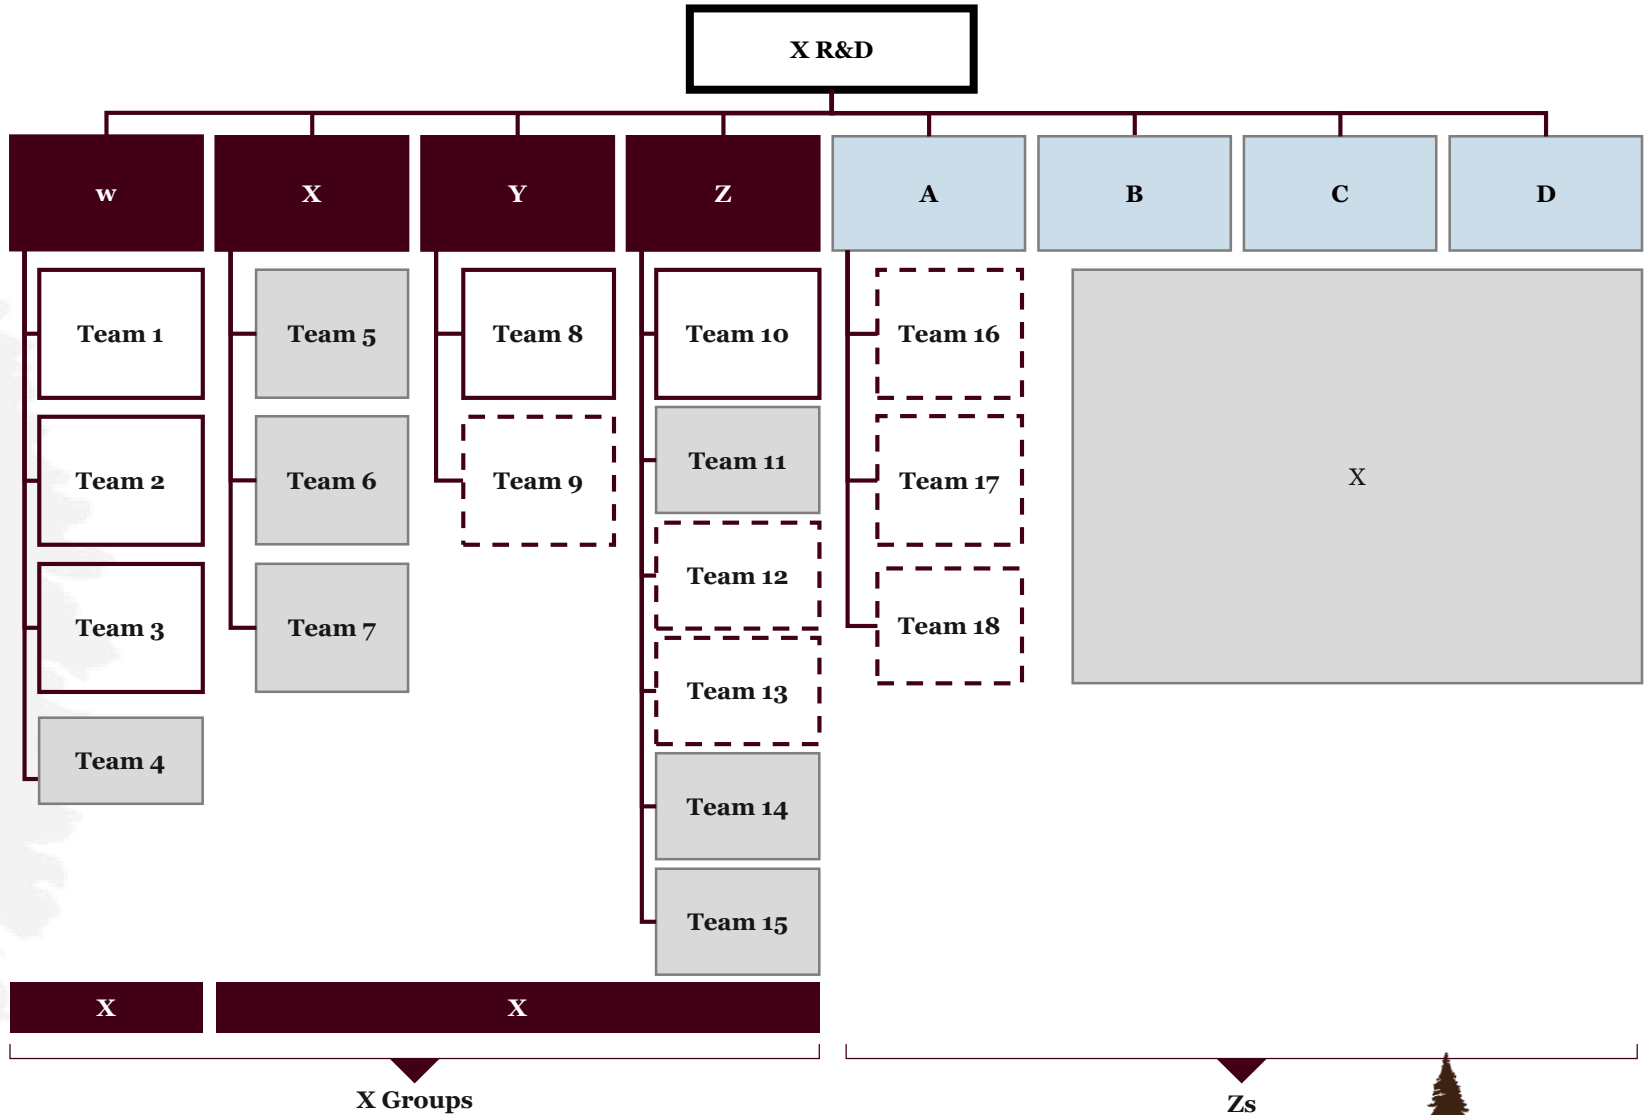 X R&D
w
X
Y
Z
A
B
C
D
Team 1
Team 5
Team 8
Team 10
Team 16
Team 11
Team 2
Team 6
Team 9
Team 17
X
Team 12
Team 3
Team 7
Team 18
Team 13
Team 4
Team 14
Team 15
X
X
X Groups
Zs